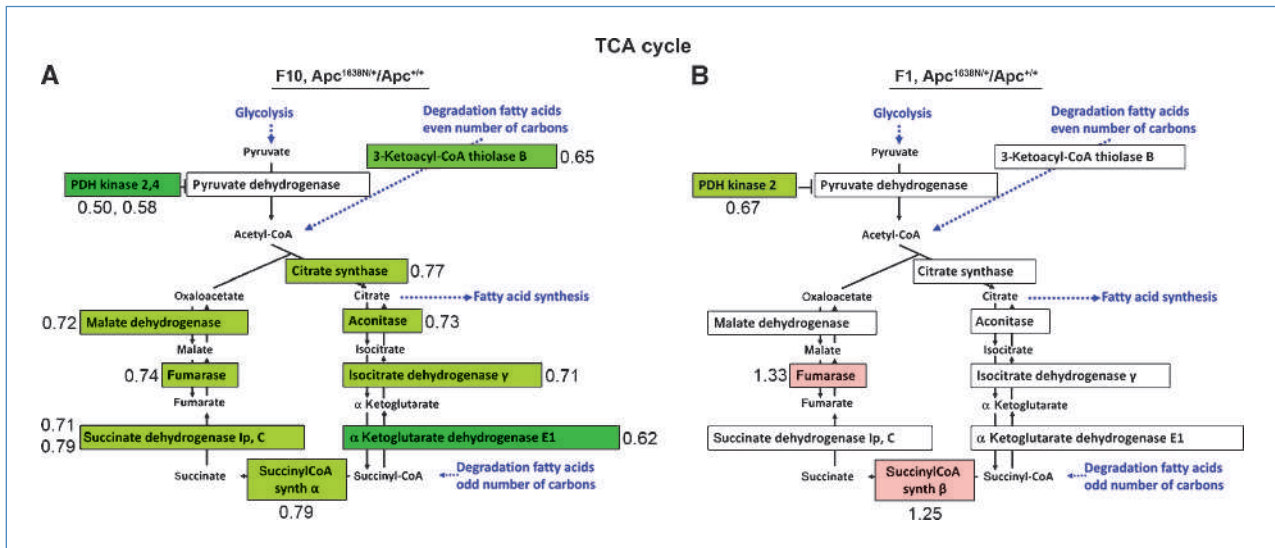 TCA cycle
A
F10, Apc1638N/+/Apc+/+
Glycolysis
Degradation fatty acids
even number of carbons
Pyruvate
3-Ketoacyl-CoA thiolase B
0.65
PDH kinase 2,4
0.50, 0.58
Pyruvate dehydrogenase
Acetyl-CoA
Citrate synthase
0.77
Oxaloacetate
Citrate
Fatty acid synthesis
0.72
Malate dehydrogenase
Aconitase
0.73
Malate
Isocitrate
0.74
Fumarase
Isocitrate dehydrogenase γ
0.71
Fumarate
α Ketoglutarate
0.71
0.79
Succinate dehydrogenase Ip, C
α Ketoglutarate dehydrogenase E1
0.62
Succinate
SuccinylCoA
synth α
0.79
Succinyl-CoA
Degradation fatty acids
odd number of carbons
B
F1, Apc1638N/+/Apc+/+
Glycolysis
Degradation fatty acids
even number of carbons
Pyruvate
3-Ketoacyl-CoA thiolase B
PDH kinase 2
0.67
Pyruvate dehydrogenase
Acetyl-CoA
Citrate synthase
Oxaloacetate
Citrate
Fatty acid synthesis
Malate dehydrogenase
Aconitase
Malate
Isocitrate
1.33
Fumarase
Isocitrate dehydrogenase γ
Fumarate
α Ketoglutarate
Succinate dehydrogenase Ip, C
α Ketoglutarate dehydrogenase E1
Succinate
SuccinylCoA
synth β
1.25
Succinyl-CoA
Degradation fatty acids
odd number of carbons